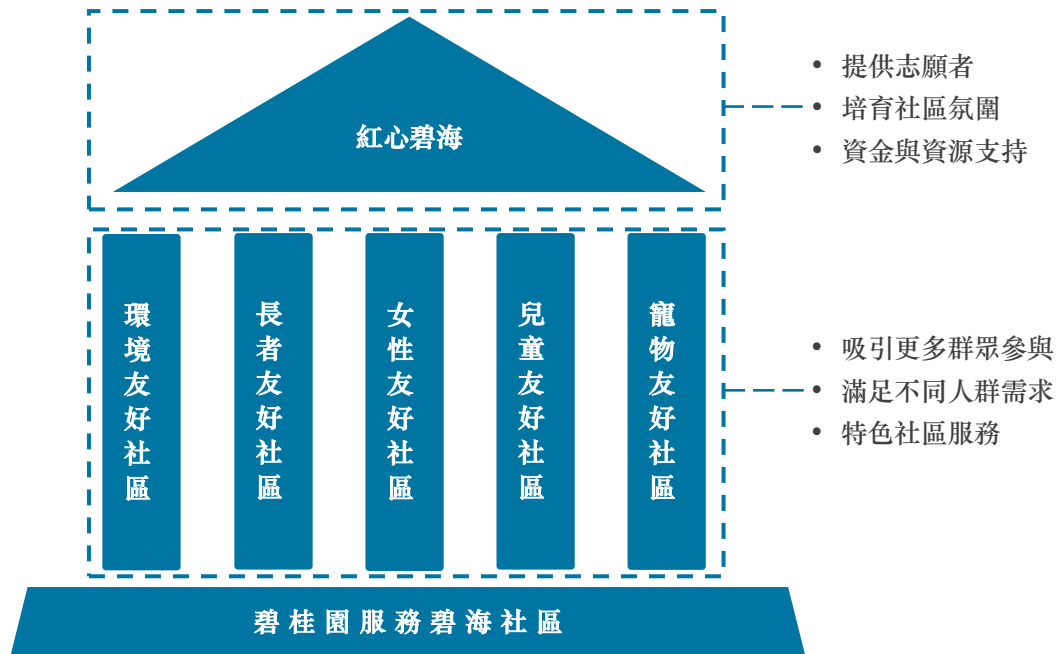 紅心碧海
提供志願者
培育社區氛圍
資金與資源支持
環境友好社區
長者友好社區
女性友好社區
兒童友好社區
寵物友好社區
吸引更多群眾參與
滿足不同人群需求
特色社區服務
碧桂園服務碧海社區